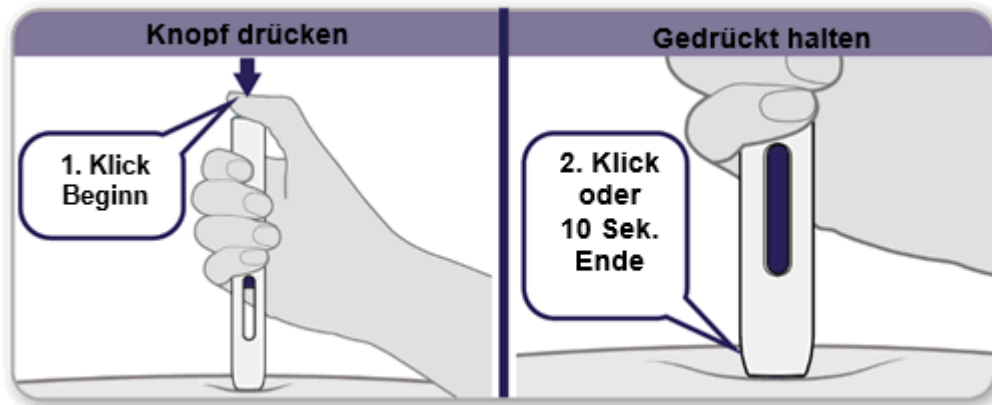 Knopf drücken
1. Klick
Beginn
Gedrückt halten
2. Klick
oder
10 Sek.
Ende